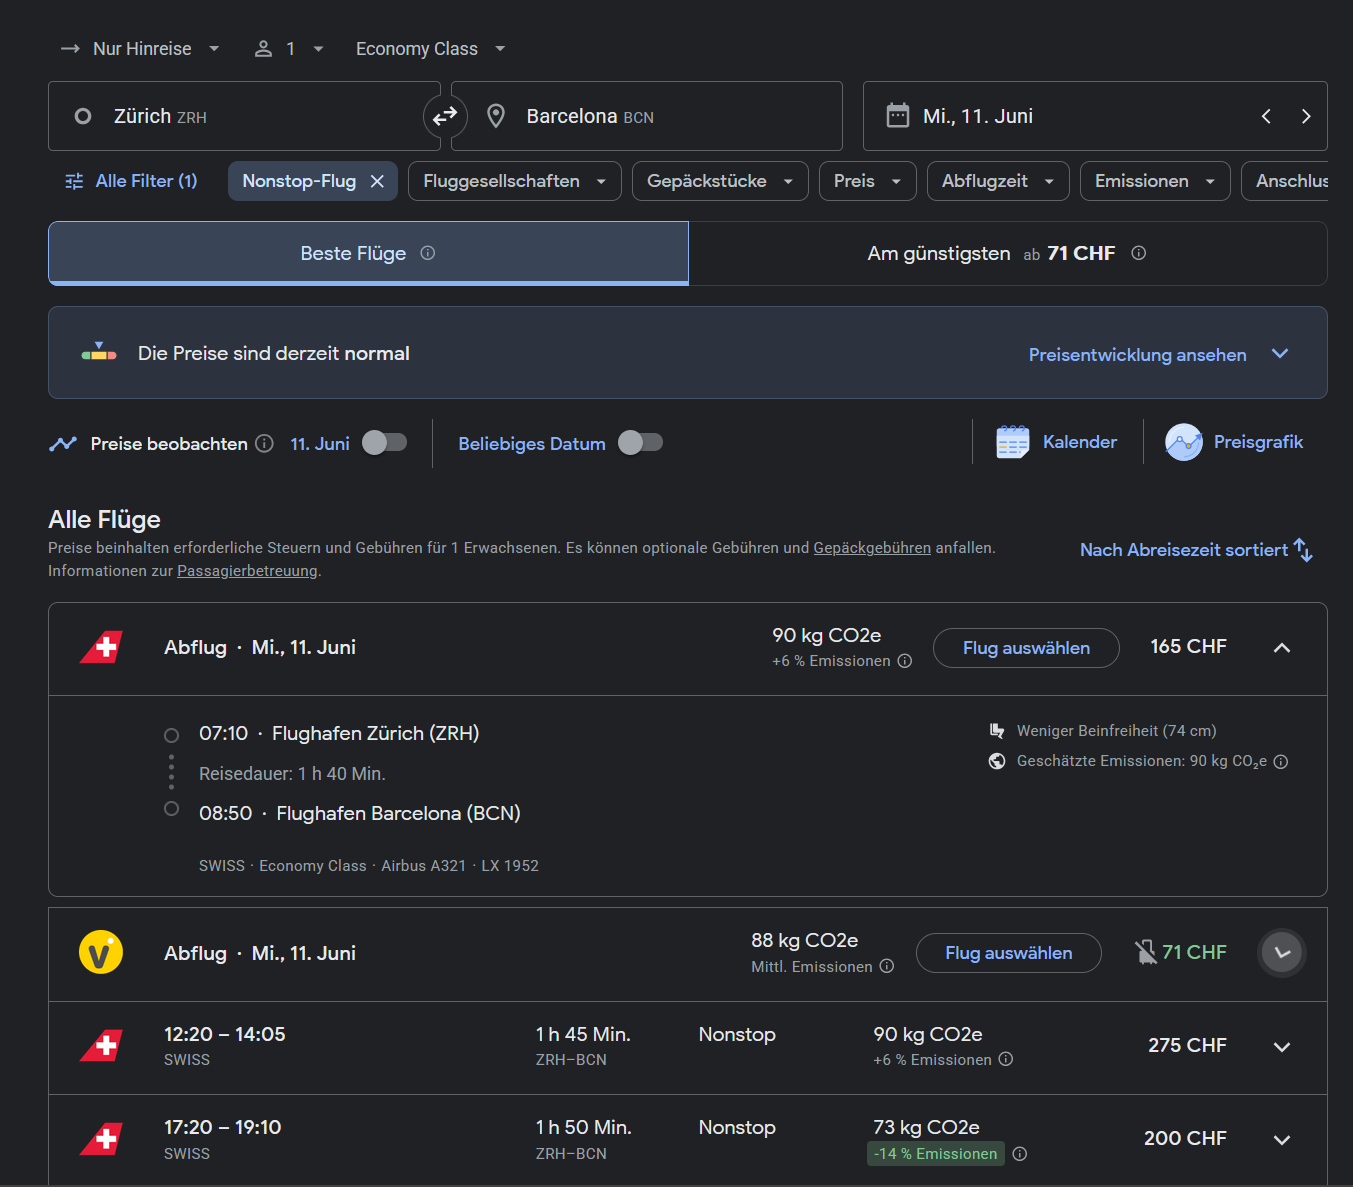 Nur Hinreise 1 Economy Class
Zürich ZRH Barcelona BCN Mi., 11. Juni
Alle Filter (1) Nonstop-Flug Fluggesellschaften Gepäckstücke Preis Abflugzeit Emissionen Anschlus
Beste Flüge Am günstigsten ab 71 CHF
Die Preise sind derzeit normal Preisentwicklung ansehen
Preise beobachten 11. Juni Beliebiges Datum Kalender Preisgrafik
Alle Flüge
Preise beinhalten erforderliche Steuern und Gebühren für 1 Erwachsenen. Es können optionale Gebühren und Gepäckgebühren anfallen.
Informationen zur Passagierbetreuung.
Nach Abreisezeit sortiert
Abflug · Mi., 11. Juni 90 kg CO2e Flug auswählen 165 CHF
+6 % Emissionen
07:10 · Flughafen Zürich (ZRH) Weniger Beinfreiheit (74 cm)
Reisedauer: 1 h 40 Min. Geschätzte Emissionen: 90 kg CO₂e
08:50 · Flughafen Barcelona (BCN)
SWISS · Economy Class · Airbus A321 · LX 1952
V Abflug · Mi., 11. Juni 88 kg CO2e Flug auswählen 71 CHF
Mittl. Emissionen
12:20 – 14:05 1 h 45 Min. Nonstop 90 kg CO2e 275 CHF
SWISS ZRH–BCN +6 % Emissionen
17:20 – 19:10 1 h 50 Min. Nonstop 73 kg CO2e 200 CHF
SWISS ZRH–BCN -14 % Emissionen